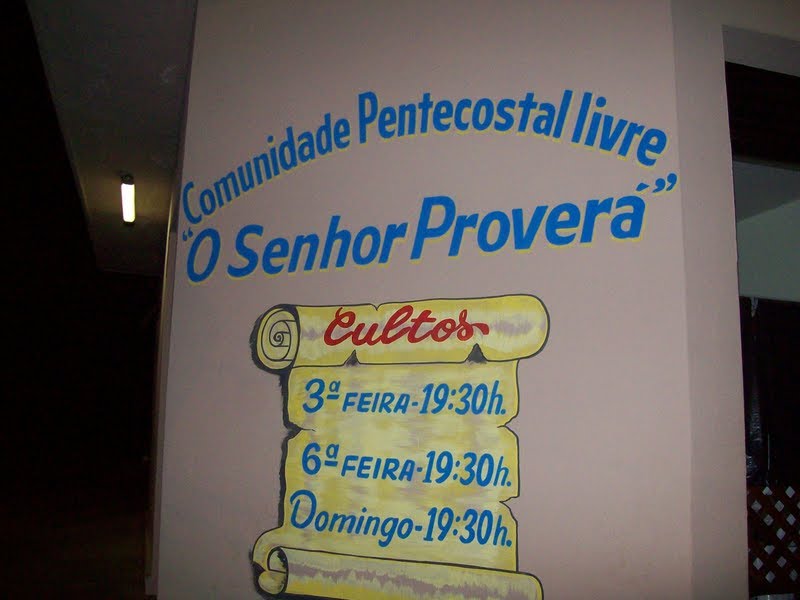 Comunidade Pentecostal livre
"O Senhor Proverá"
Cultos
3ª FEIRA-19:30h.
6ª FEIRA-19:30h.
Domingo-19:30h.